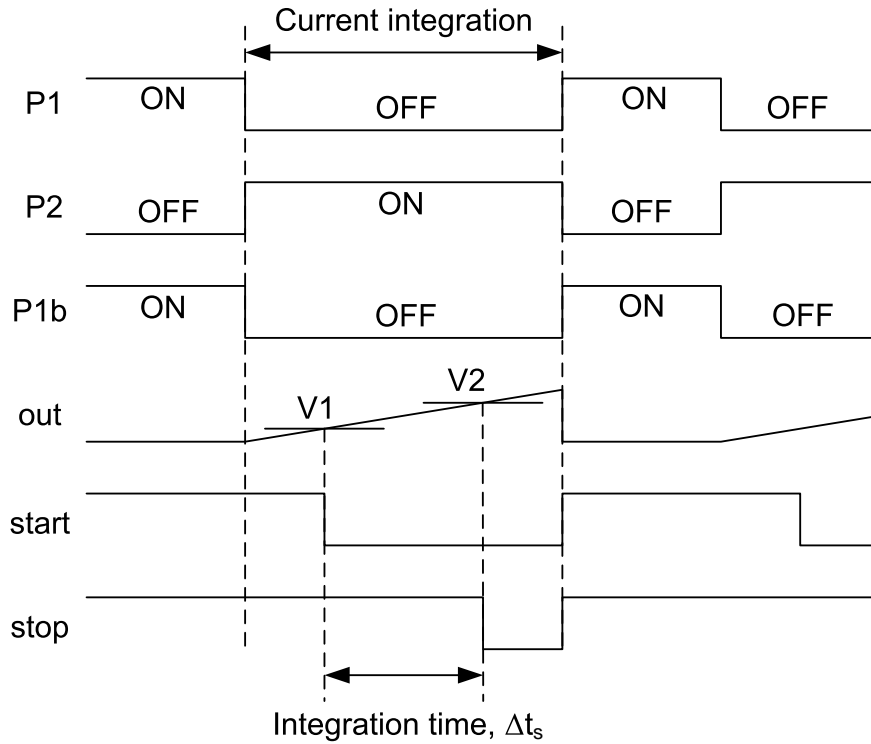 Current integration
P1
ON
OFF
ON
OFF
P2
OFF
ON
OFF
P1b
ON
OFF
ON
OFF
out
V1
V2
start
stop
Integration time, Δtₛ